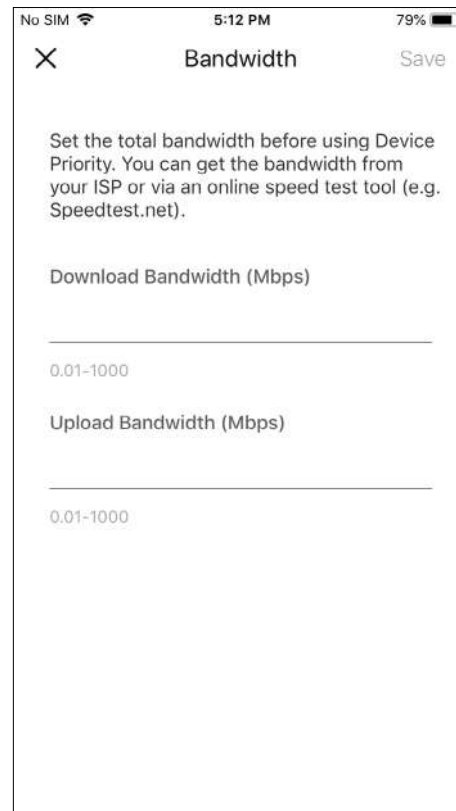 No SIM 5:12 PM 79%
Bandwidth Save
Set the total bandwidth before using Device
Priority. You can get the bandwidth from
your ISP or via an online speed test tool (e.g.
Speedtest.net).
Download Bandwidth (Mbps)
0.01-1000
Upload Bandwidth (Mbps)
0.01-1000